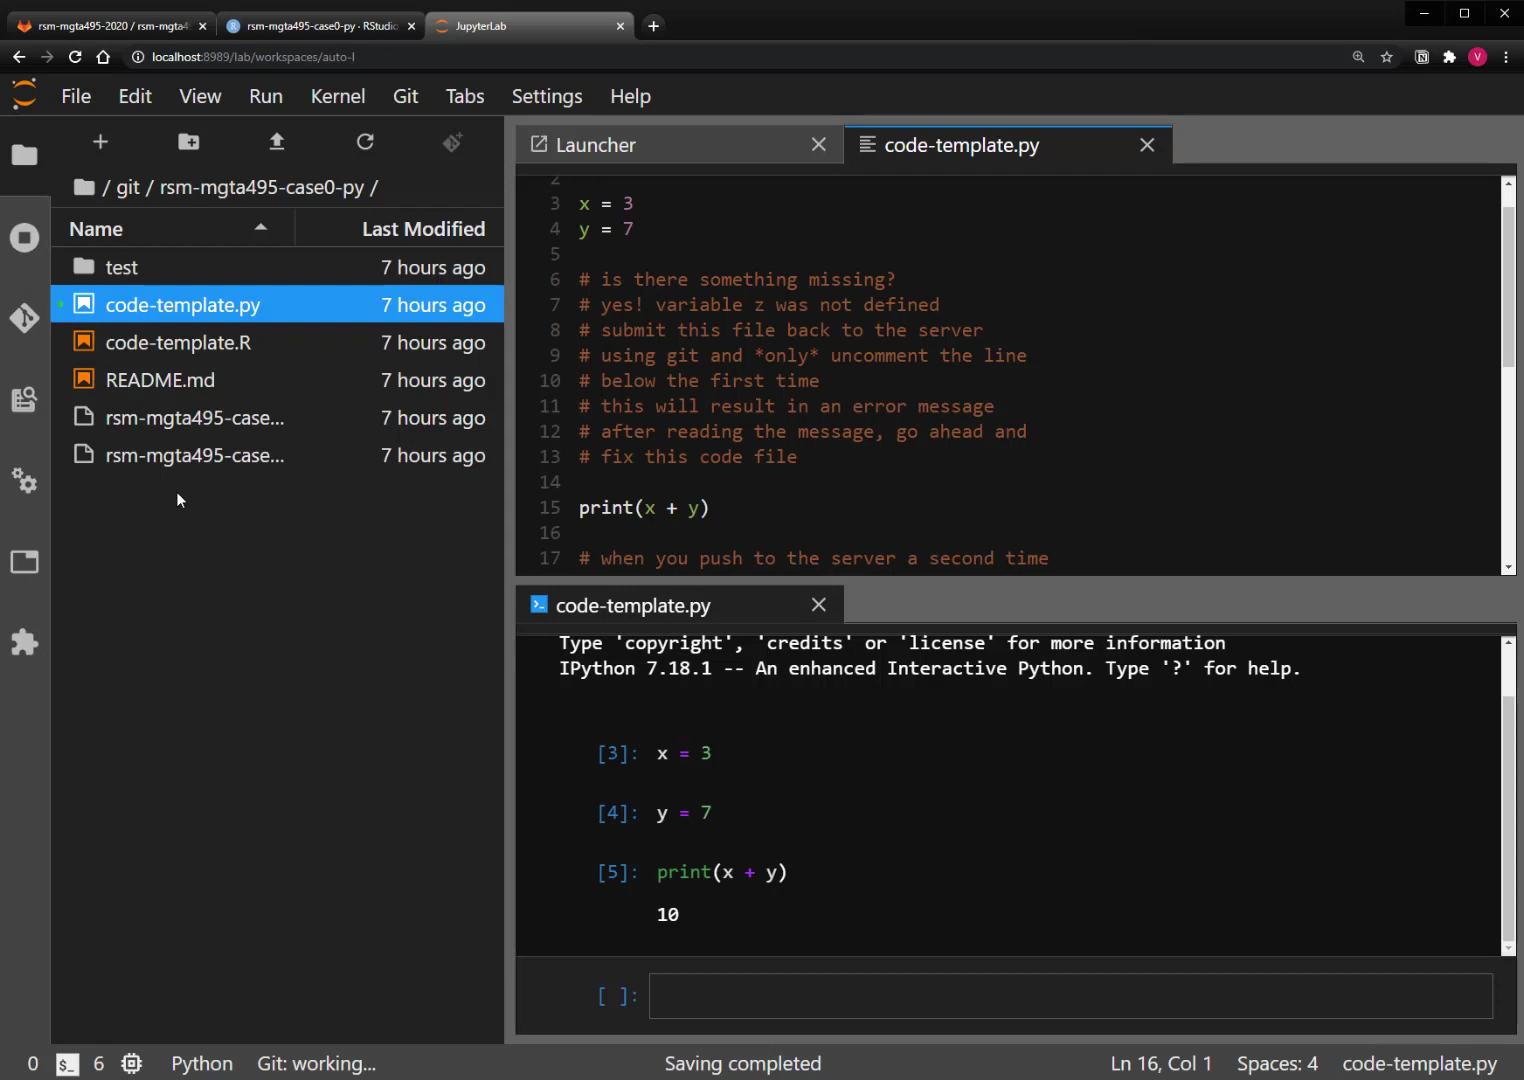 rsm-mgta495-2020 / rsm-mgta4
rsm-mgta495-case0-py · RStudio
JupyterLab
localhost:8989/lab/workspaces/auto-l
V
File Edit View Run Kernel Git Tabs Settings Help
/ git / rsm-mgta495-case0-py /
Name Last Modified
test 7 hours ago
code-template.py 7 hours ago
code-template.R 7 hours ago
README.md 7 hours ago
rsm-mgta495-case... 7 hours ago
rsm-mgta495-case... 7 hours ago
Launcher
code-template.py
2
3 x = 3
4 y = 7
5
6 # is there something missing?
7 # yes! variable z was not defined
8 # submit this file back to the server
9 # using git and *only* uncomment the line
10 # below the first time
11 # this will result in an error message
12 # after reading the message, go ahead and
13 # fix this code file
14
15 print(x + y)
16
17 # when you push to the server a second time
code-template.py
Type 'copyright', 'credits' or 'license' for more information
IPython 7.18.1 -- An enhanced Interactive Python. Type '?' for help.
[3]: x = 3
[4]: y = 7
[5]: print(x + y)
10
[ ]:
0 $_ 6 Python Git: working... Saving completed Ln 16, Col 1 Spaces: 4 code-template.py